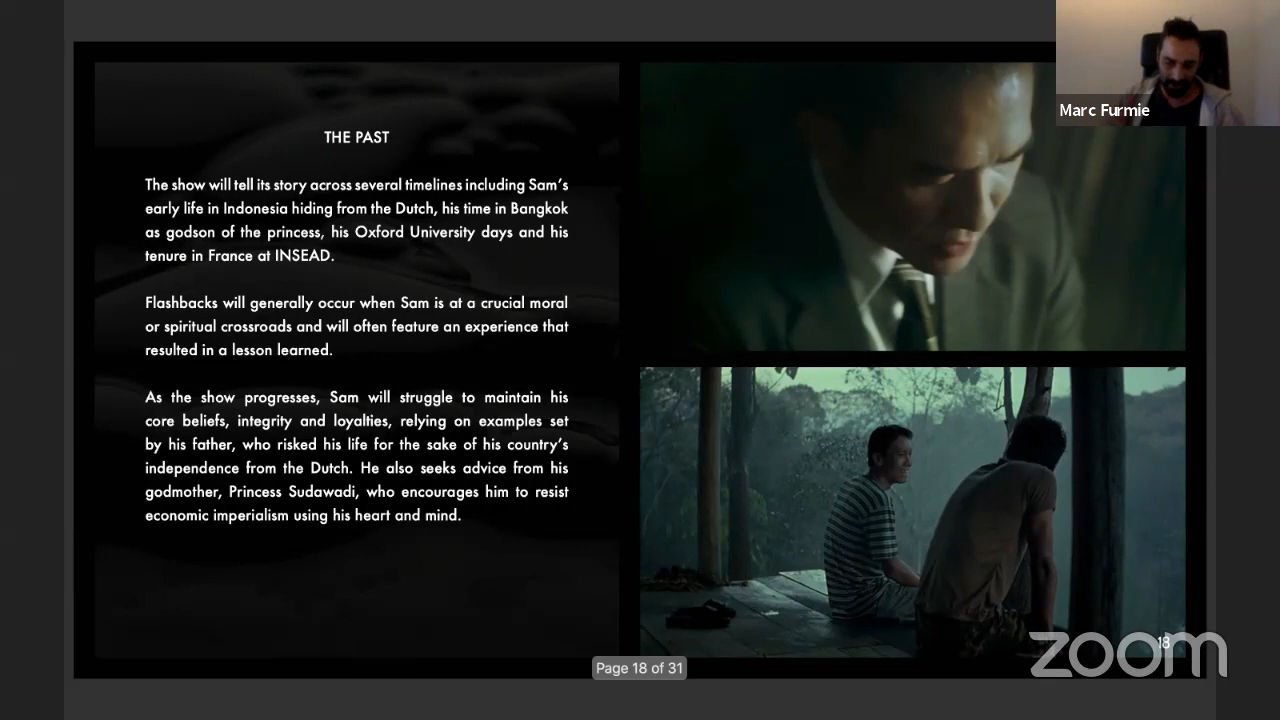 Marc Furmie
THE PAST
The show will tell its story across several timelines including Sam's
early life in Indonesia hiding from the Dutch, his time in Bangkok
as godson of the princess, his Oxford University days and his
tenure in France at INSEAD.
Flashbacks will generally occur when Sam is at a crucial moral
or spiritual crossroads and will often feature an experience that
resulted in a lesson learned.
As the show progresses, Sam will struggle to maintain his
core beliefs, integrity and loyalties, relying on examples set
by his father, who risked his life for the sake of his country's
independence from the Dutch. He also seeks advice from his
godmother, Princess Sudawadi, who encourages him to resist
economic imperialism using his heart and mind.
18
zoom
Page 18 of 31